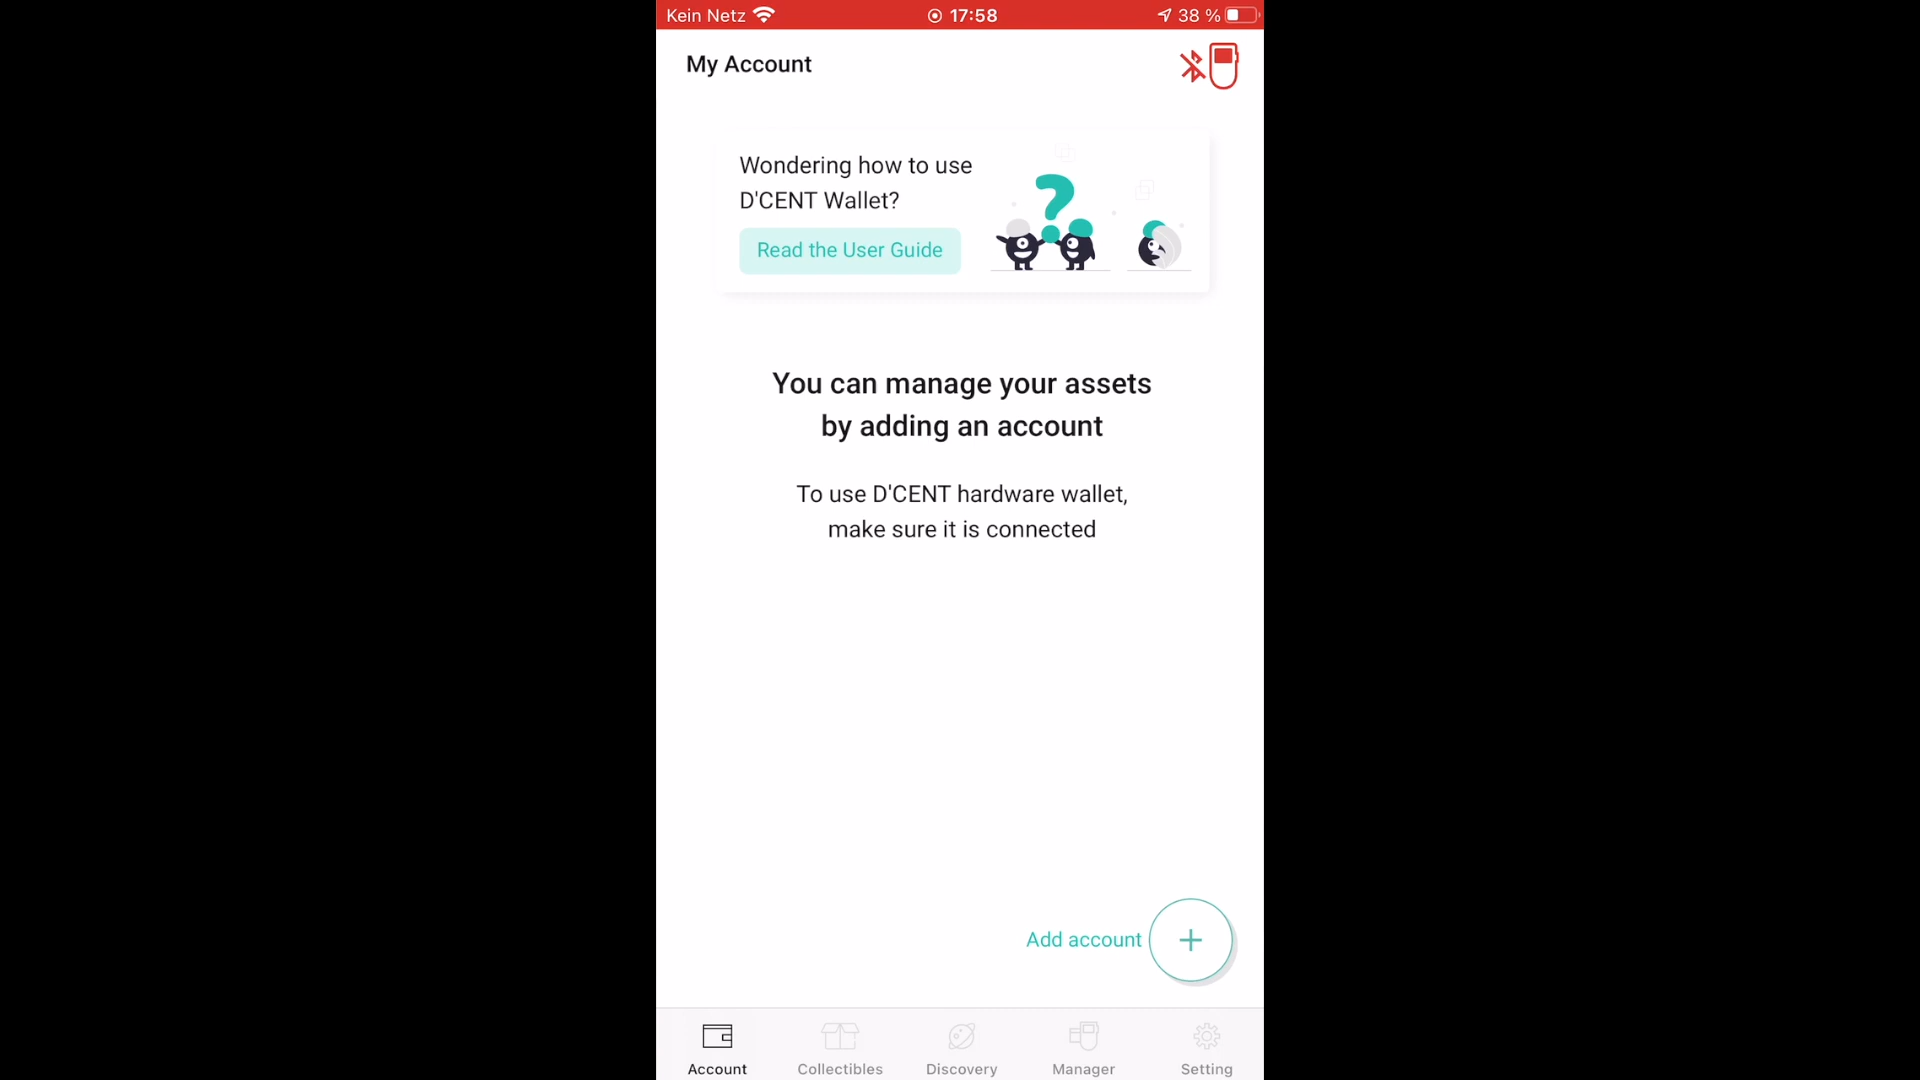 Kein Netz 17:58 38 %
My Account
Wondering how to use
D'CENT Wallet?
Read the User Guide
?
You can manage your assets
by adding an account
To use D'CENT hardware wallet,
make sure it is connected
Add account
Account Collectibles Discovery Manager Setting